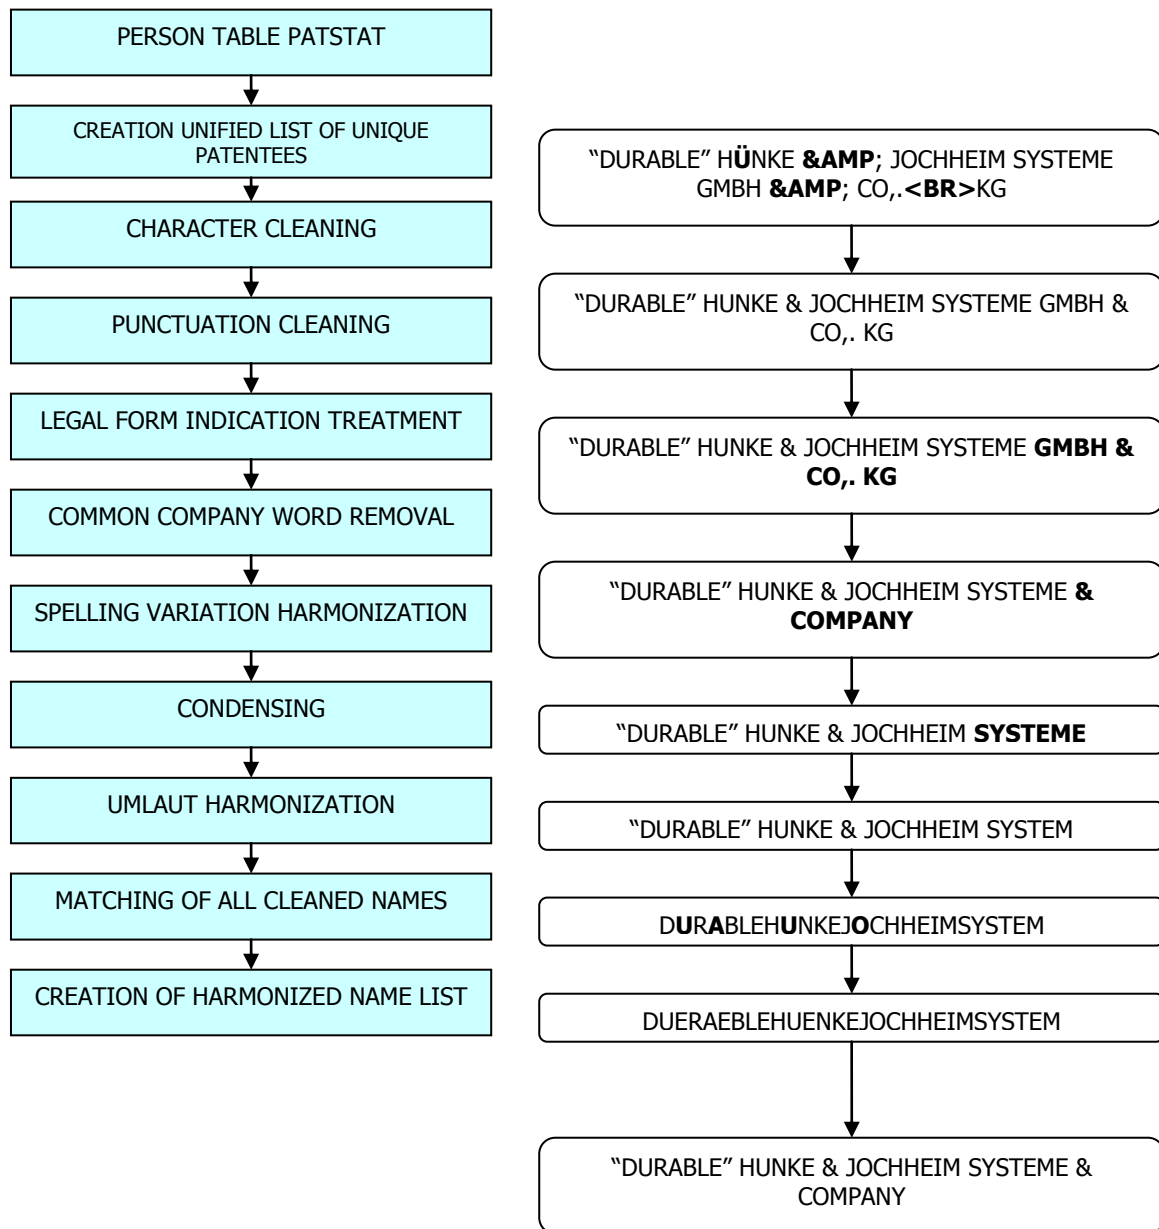 PERSON TABLE PATSTAT
CREATION UNIFIED LIST OF UNIQUE
PATENTEES
CHARACTER CLEANING
PUNCTUATION CLEANING
LEGAL FORM INDICATION TREATMENT
COMMON COMPANY WORD REMOVAL
SPELLING VARIATION HARMONIZATION
CONDENSING
UMLAUT HARMONIZATION
MATCHING OF ALL CLEANED NAMES
CREATION OF HARMONIZED NAME LIST
“DURABLE” HÜNKE &AMP; JOCHHEIM SYSTEME
GMBH &AMP; CO,.<BR>KG
“DURABLE” HUNKE & JOCHHEIM SYSTEME GMBH &
CO,. KG
“DURABLE” HUNKE & JOCHHEIM SYSTEME GMBH &
CO,. KG
“DURABLE” HUNKE & JOCHHEIM SYSTEME &
COMPANY
“DURABLE” HUNKE & JOCHHEIM SYSTEME
“DURABLE” HUNKE & JOCHHEIM SYSTEM
DURABLEHUNKEJOCHHEIMSYSTEM
DUERAEBLEHUENKEJOCHHEIMSYSTEM
“DURABLE” HUNKE & JOCHHEIM SYSTEME &
COMPANY